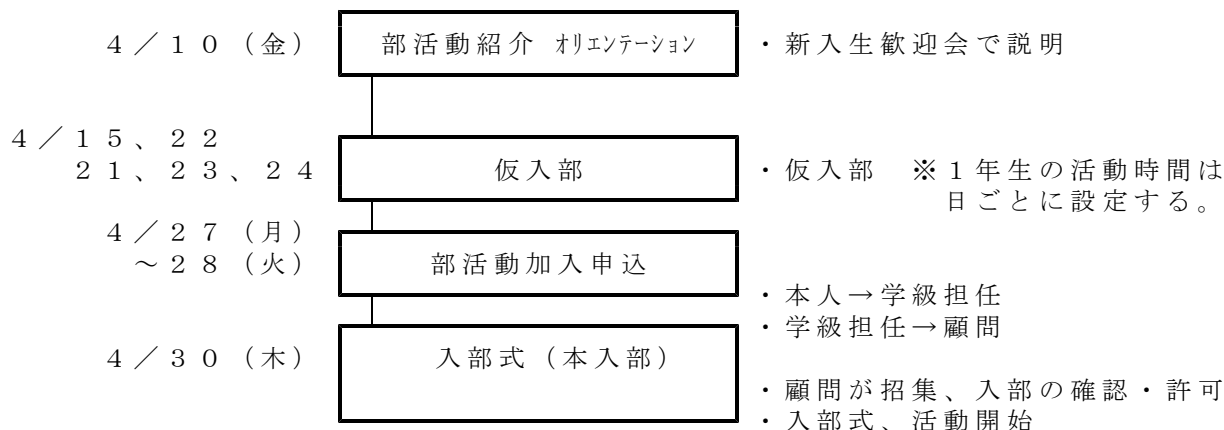 4／10（金） 部活動紹介 ｵﾘｴﾝﾃｰｼｮﾝ ・新入生歓迎会で説明
4／15、22
21、23、24 仮入部 ・仮入部 ※1年生の活動時間は
日ごとに設定する。
4／27（月）
～28（火） 部活動加入申込
・本人→学級担任
・学級担任→顧問
4／30（木） 入部式（本入部）
・顧問が招集、入部の確認・許可
・入部式、活動開始